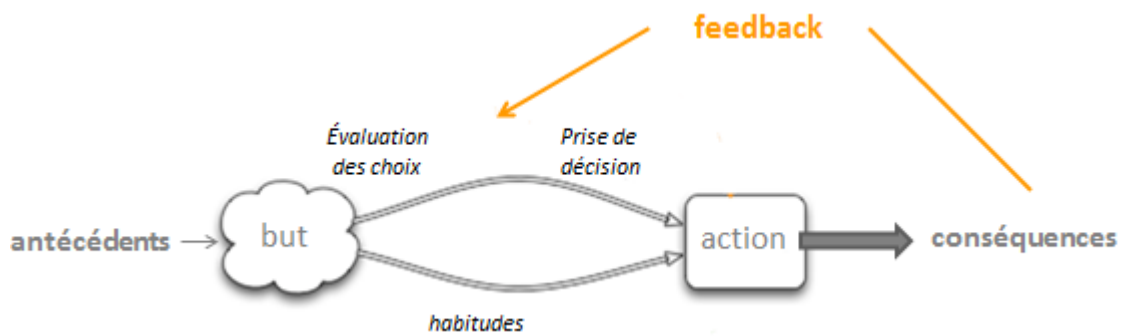 feedback
Évaluation
des choix
Prise de
décision
antécédents
but
action
conséquences
habitudes